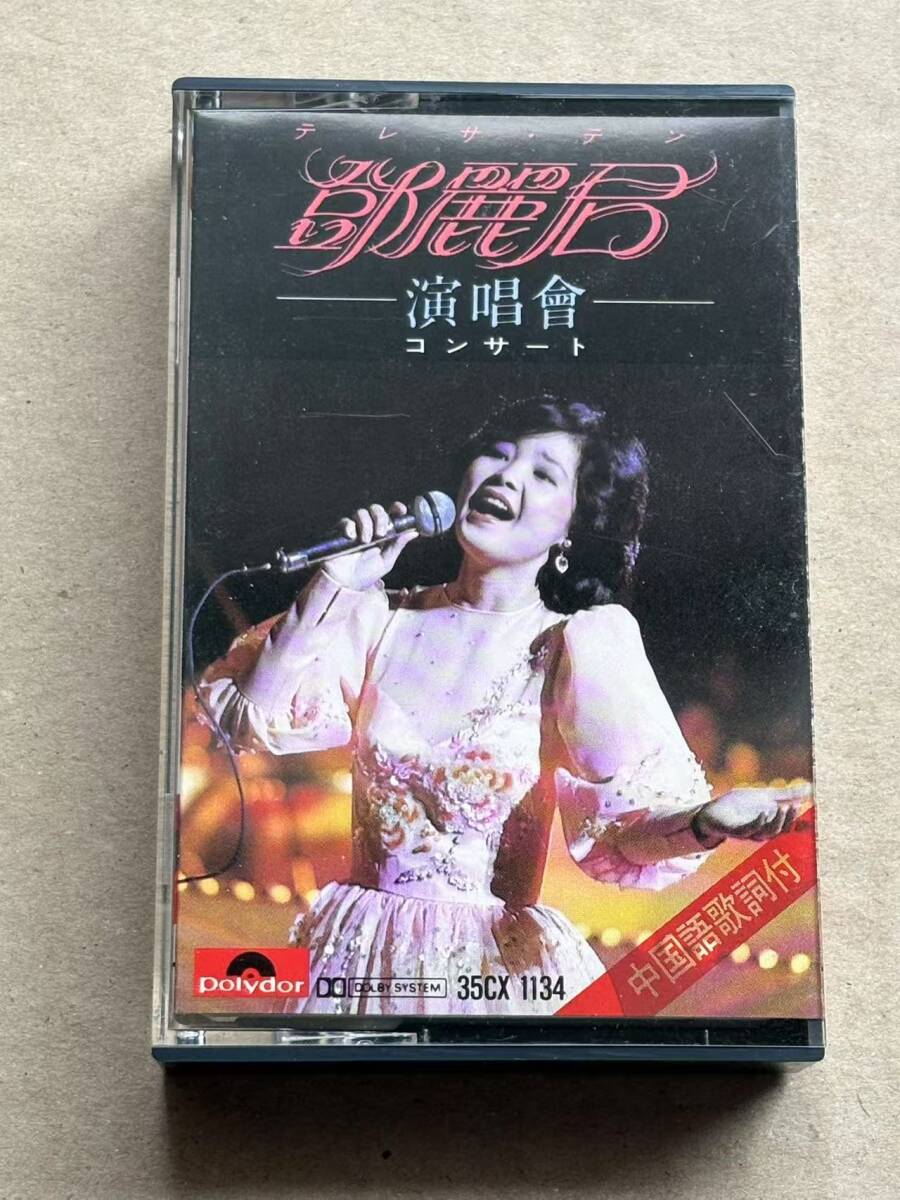 テレサ・テン
鄧麗君
演唱會
コンサート
中国語歌詞付
polydor
DOLBY SYSTEM
35CX 1134